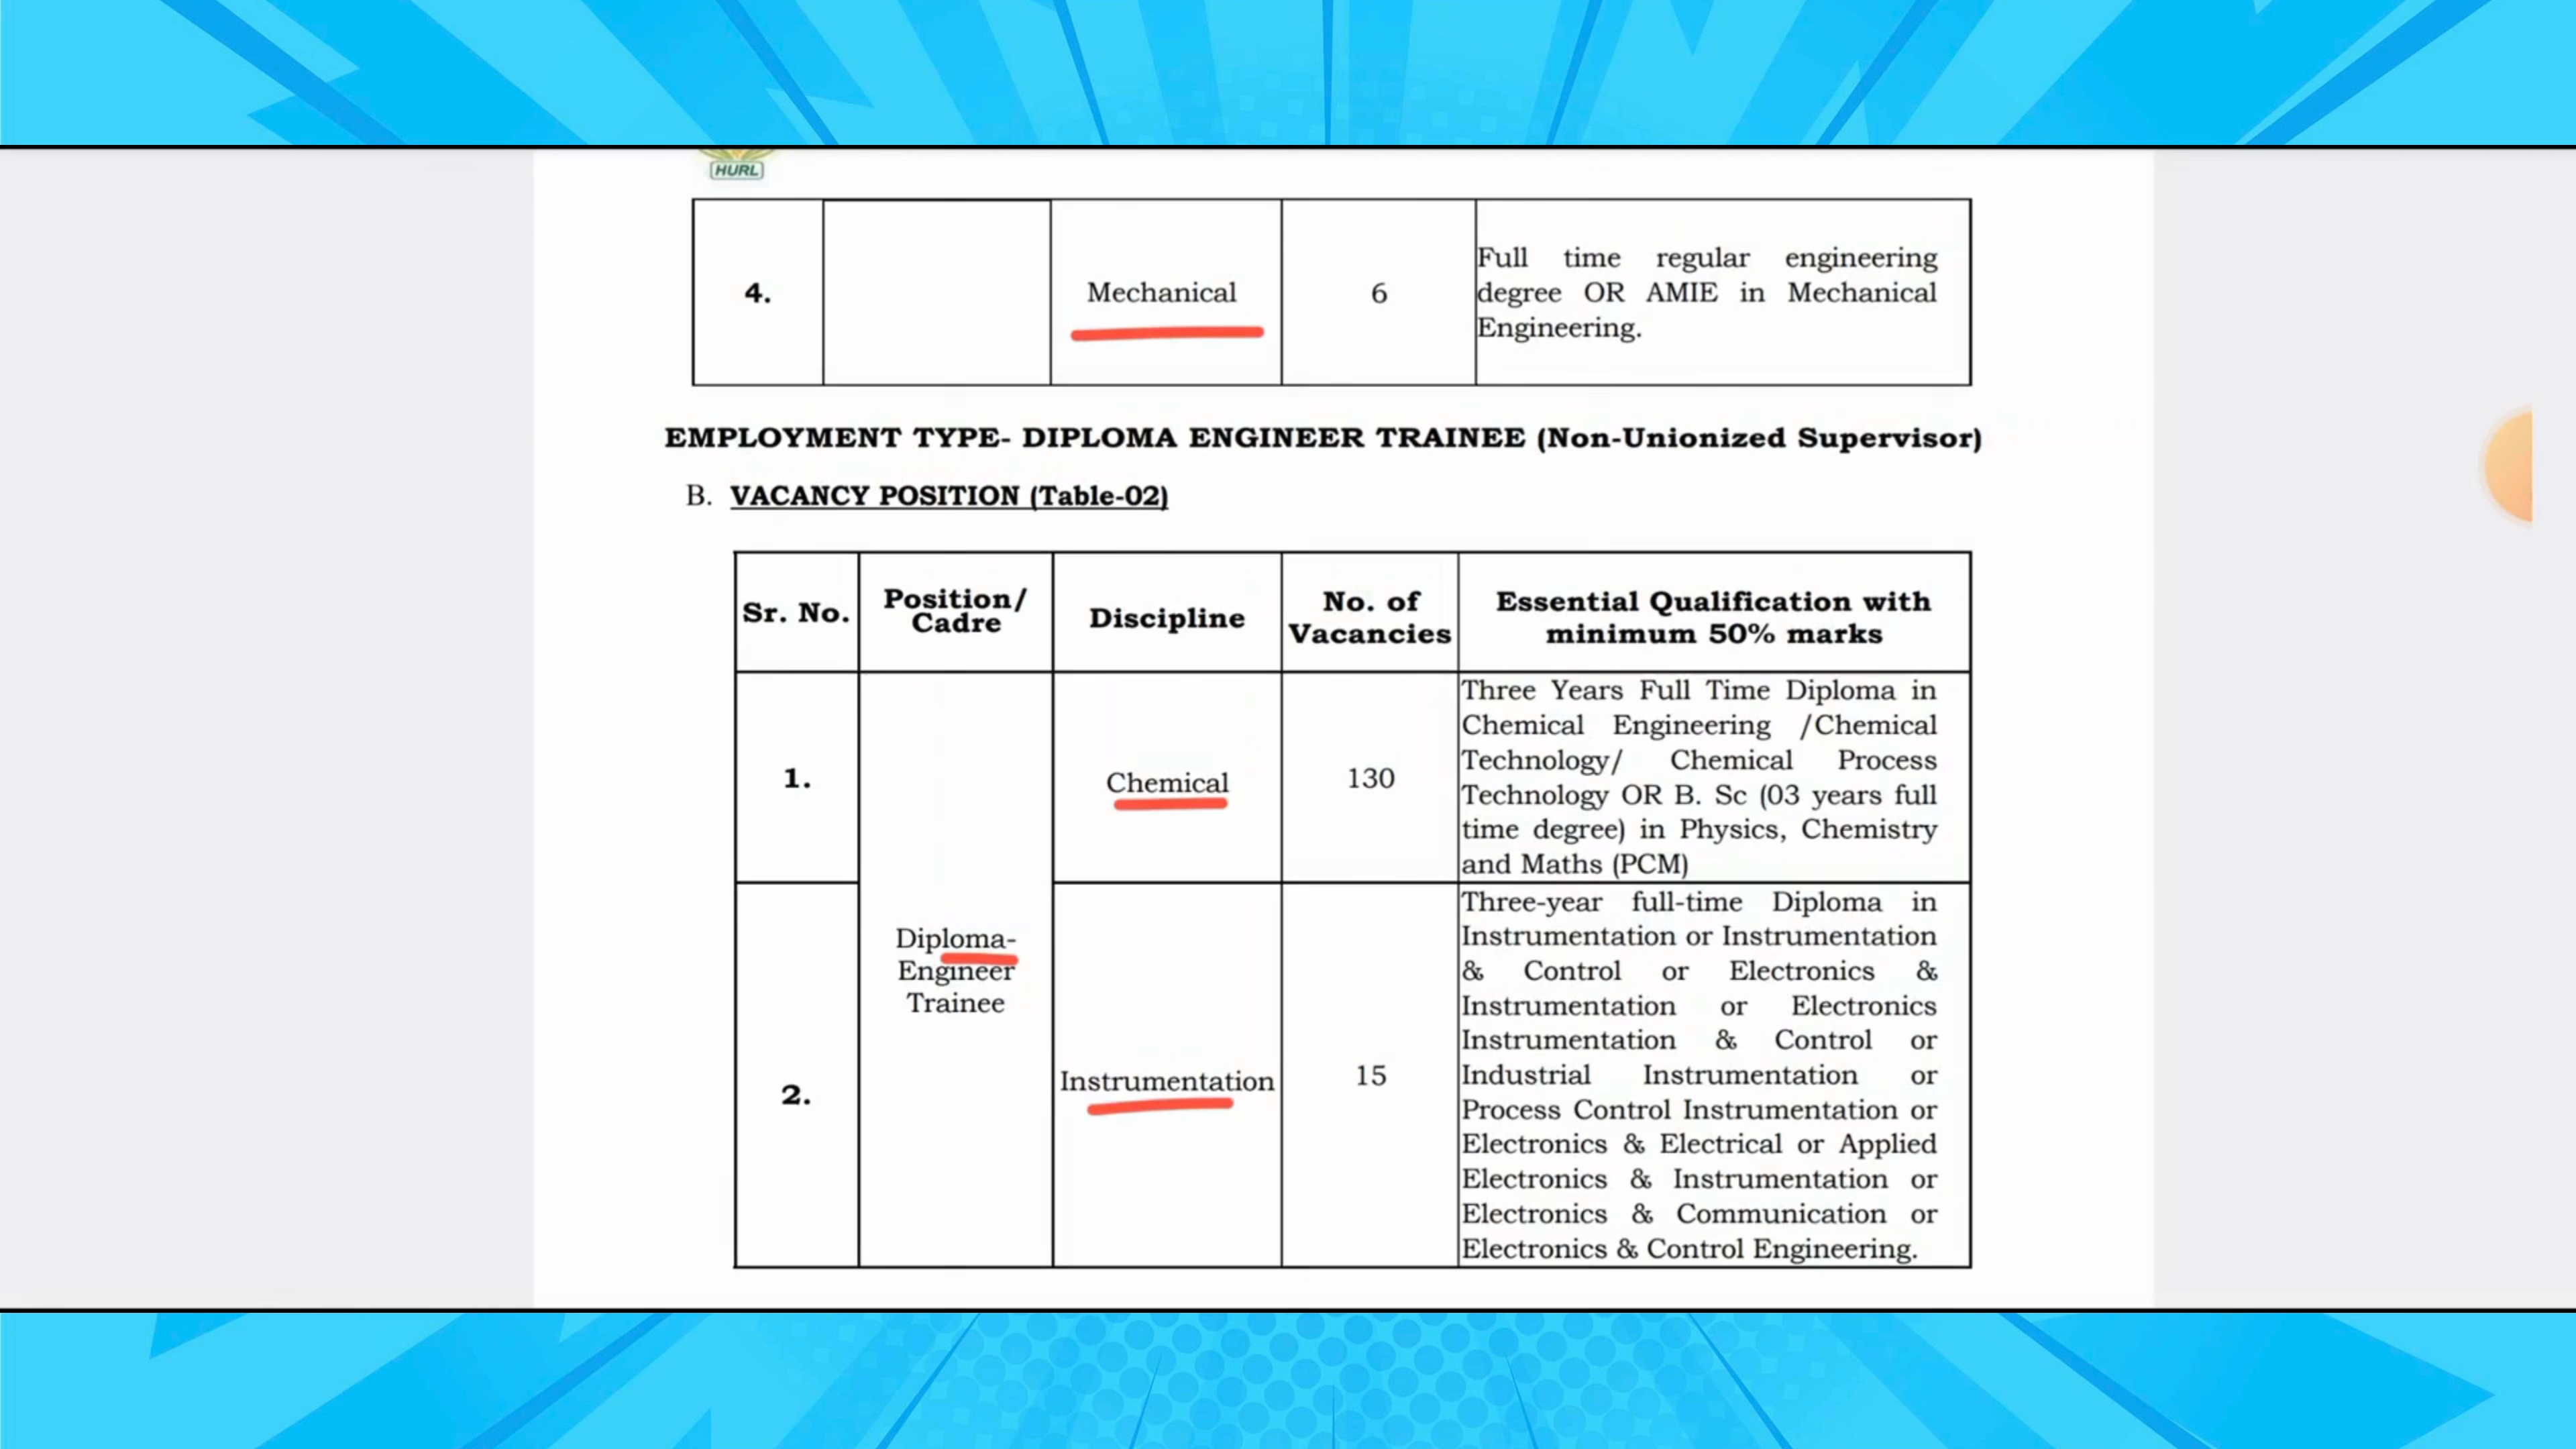 HURL
4.
Mechanical
6
Full time regular engineering
degree OR AMIE in Mechanical
Engineering.
EMPLOYMENT TYPE- DIPLOMA ENGINEER TRAINEE (Non-Unionized Supervisor)
B. VACANCY POSITION (Table-02)
Sr. No.
Position/
Cadre
Discipline
No. of
Vacancies
Essential Qualification with
minimum 50% marks
1.
Diploma-
Engineer
Trainee
Chemical
130
Three Years Full Time Diploma in
Chemical Engineering /Chemical
Technology/ Chemical Process
Technology OR B. Sc (03 years full
time degree) in Physics, Chemistry
and Maths (PCM)
2.
Instrumentation
15
Three-year full-time Diploma in
Instrumentation or Instrumentation
& Control or Electronics &
Instrumentation or Electronics
Instrumentation & Control or
Industrial Instrumentation or
Process Control Instrumentation or
Electronics & Electrical or Applied
Electronics & Instrumentation or
Electronics & Communication or
Electronics & Control Engineering.